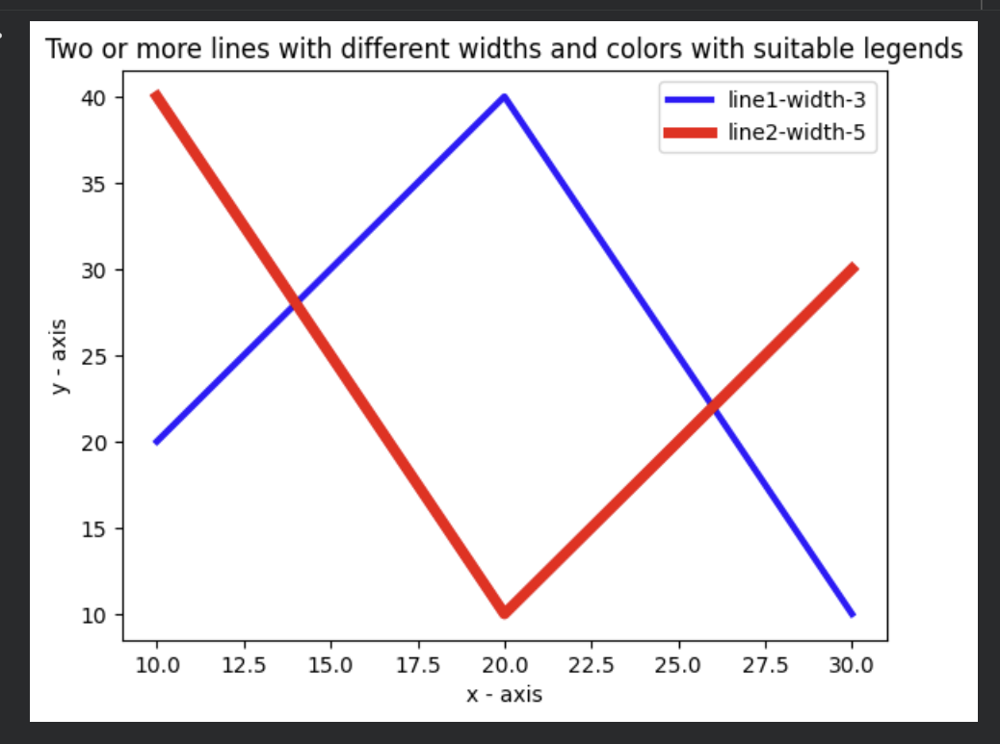 Two or more lines with different widths and colors with suitable legends
line1-width-3
line2-width-5
y - axis
40
35
30
25
20
15
10
10.0 12.5 15.0 17.5 20.0 22.5 25.0 27.5 30.0
x - axis